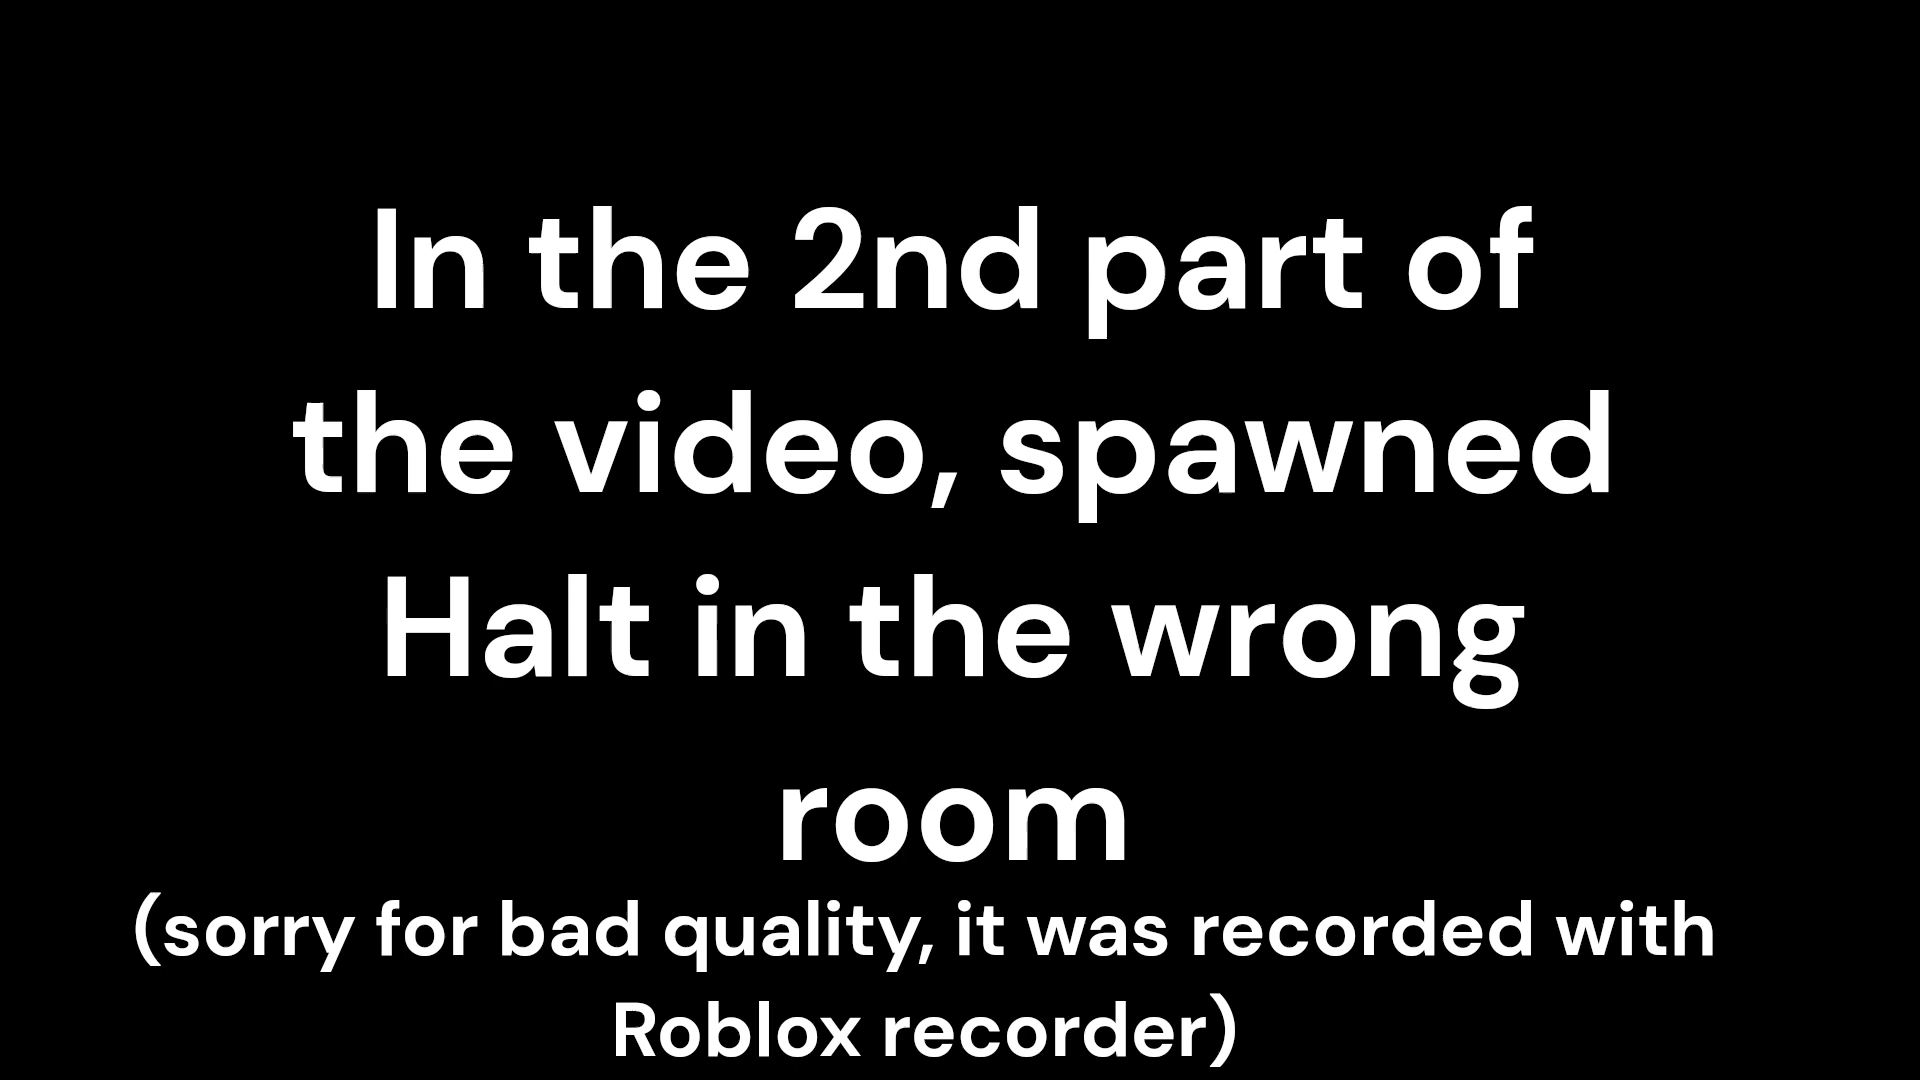 In the 2nd part of
the video, spawned
Halt in the wrong
room
(sorry for bad quality, it was recorded with
Roblox recorder)